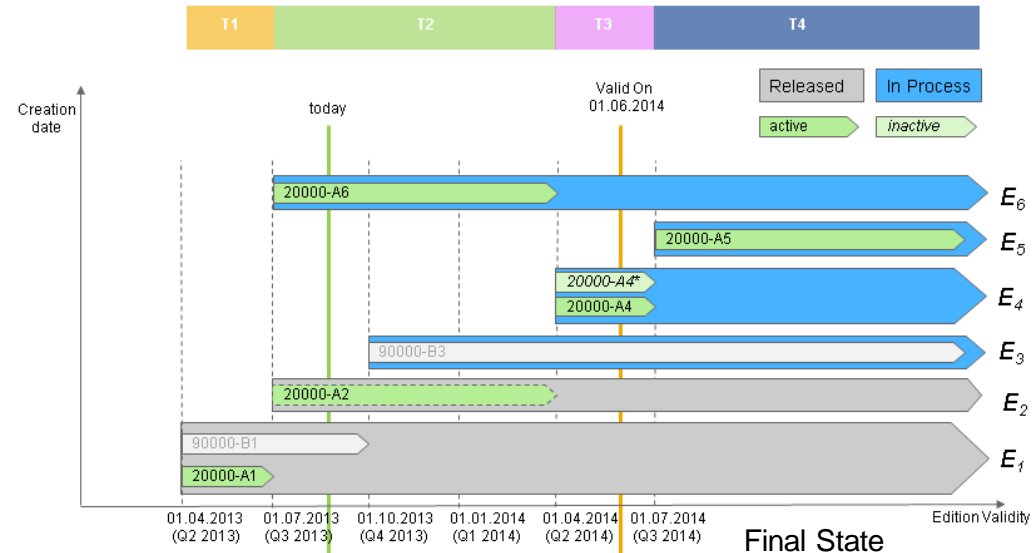 T1 T2 T3 T4
Creation
date
today
Valid On
01.06.2014
Released In Process
active inactive
20000-A6 E6
20000-A5 E5
20000-A4*
20000-A4 E4
90000-B3 E3
20000-A2 E2
90000-B1
20000-A1 E1
01.04.2013 01.07.2013 01.10.2013 01.01.2014 01.04.2014 01.07.2014 Edition Validity
(Q2 2013) (Q3 2013) (Q4 2013) (Q1 2014) (Q2 2014) (Q3 2014)
Final State